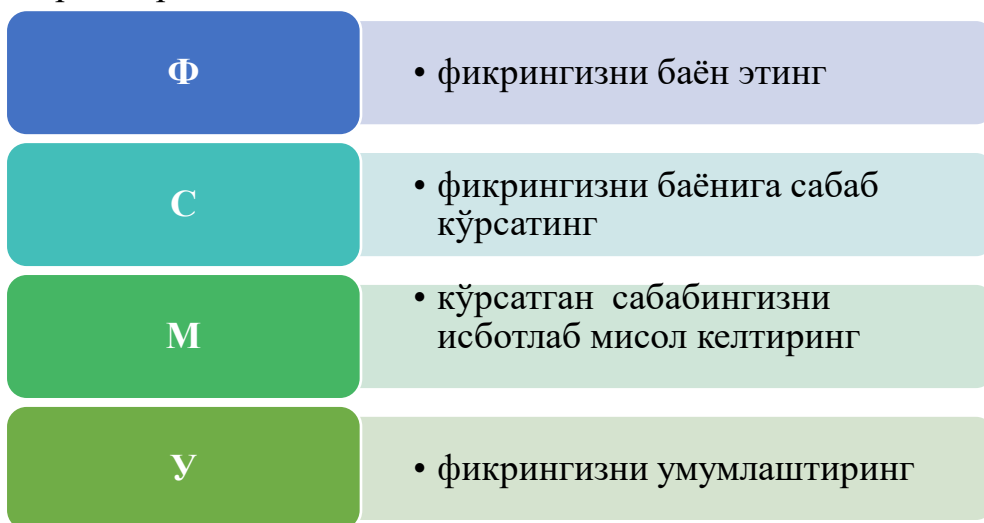 Ф
• фикрингизни баён этинг
С
• фикрингизни баёнига сабаб
кўрсатинг
М
• кўрсатган сабабингизни
исботлаб мисол келтиринг
У
• фикрингизни умумлаштиринг